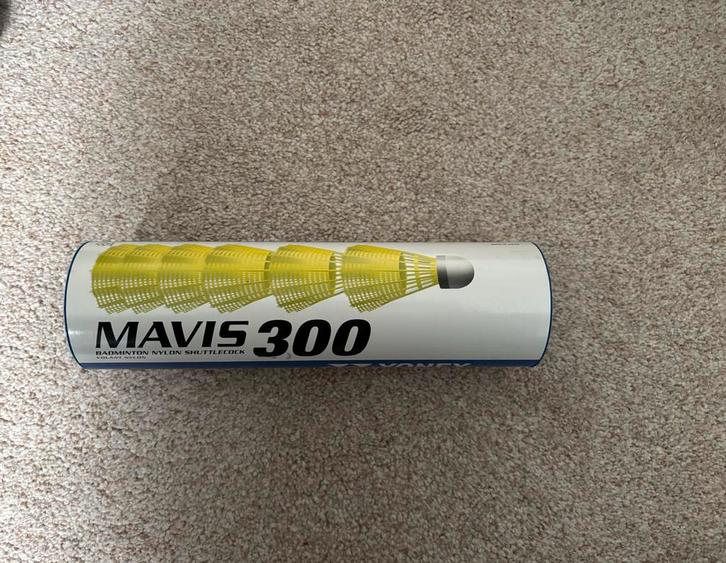 MAVIS 300
BADMINTON NYLON SHUTTLECOCK
VOLANT NYLON
YONEX